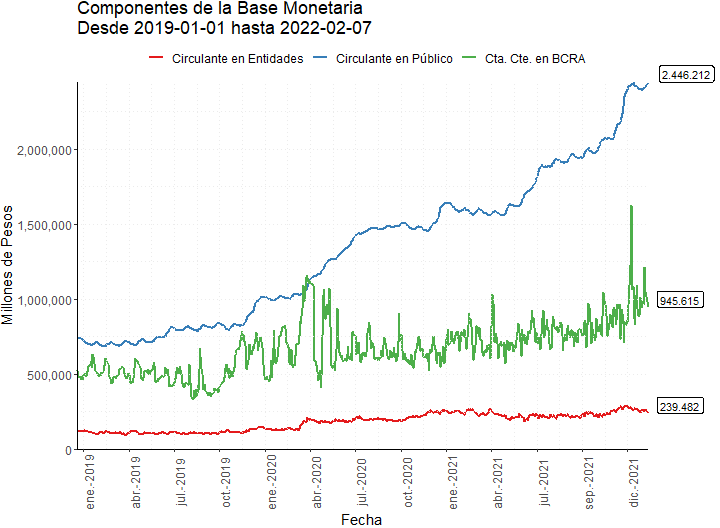 Componentes de la Base Monetaria
Desde 2019-01-01 hasta 2022-02-07
Circulante en Entidades Circulante en Público Cta. Cte. en BCRA
2.446.212
2,000,000
1,500,000
1,000,000
945.615
500,000
239.482
0
Millones de Pesos
ene.-2019
abr.-2019
jul.-2019
oct.-2019
ene.-2020
abr.-2020
jul.-2020
oct.-2020
ene.-2021
abr.-2021
jul.-2021
sep.-2021
dic.-2021
Fecha